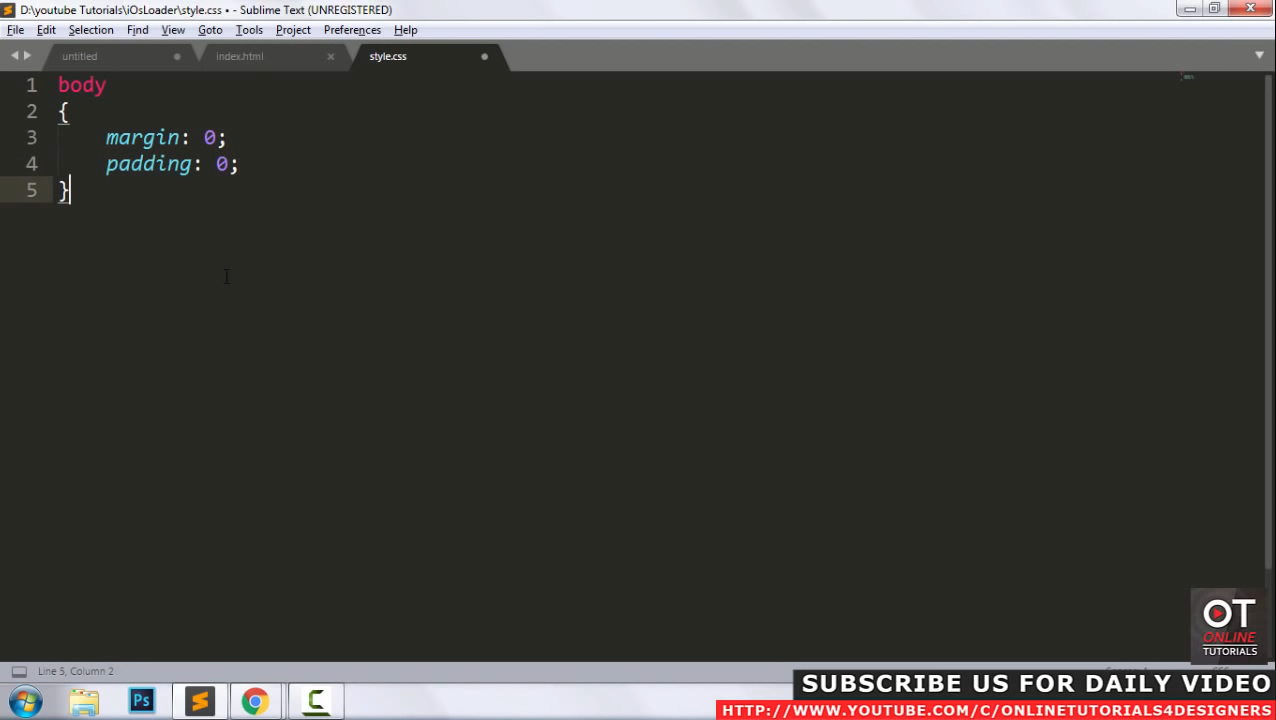 D:\youtube Tutorials\iOsLoader\style.css • - Sublime Text (UNREGISTERED)
File Edit Selection Find View Goto Tools Project Preferences Help
untitled index.html style.css
1 body
2 {
3 margin: 0;
4 padding: 0;
5 }
OT
ONLINE
TUTORIALS
Line 5, Column 2
Ps
SUBSCRIBE US FOR DAILY VIDEO
HTTP://WWW.YOUTUBE.COM/C/ONLINETUTORIALS4DESIGNERS